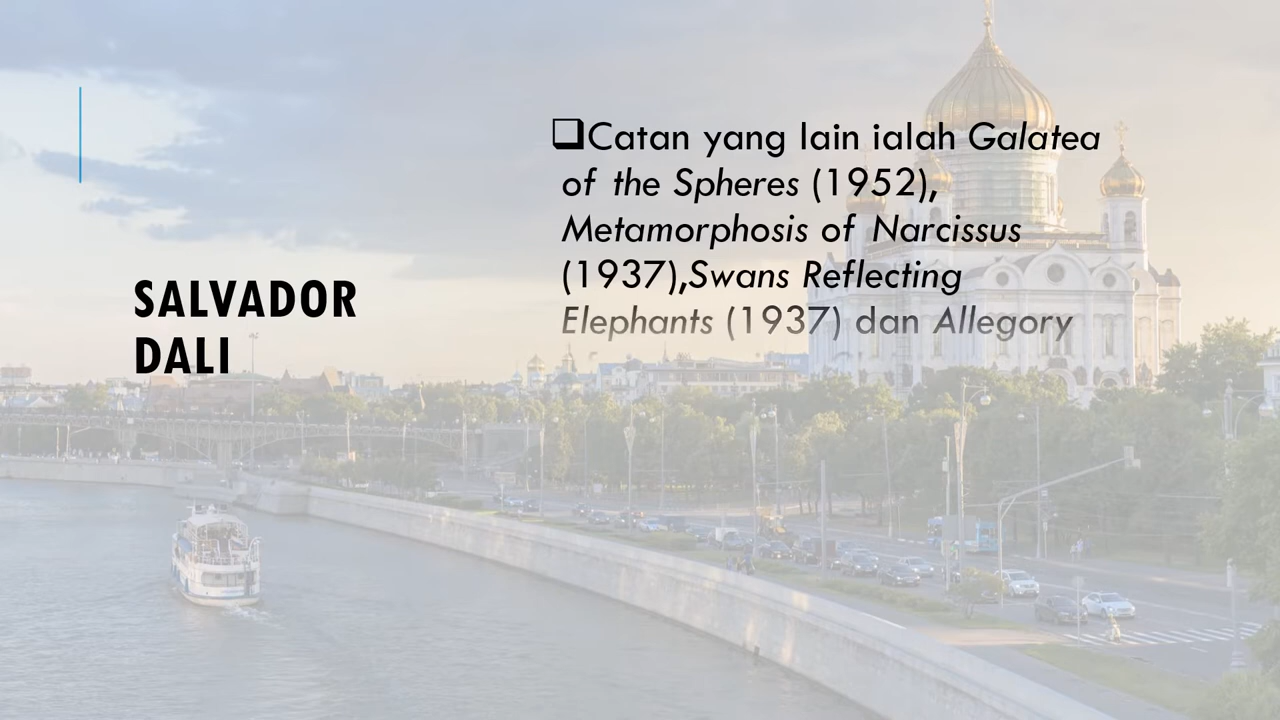 SALVADOR
DALI
❑Catan yang lain ialah Galatea
of the Spheres (1952),
Metamorphosis of Narcissus
(1937),Swans Reflecting
Elephants (1937) dan Allegory